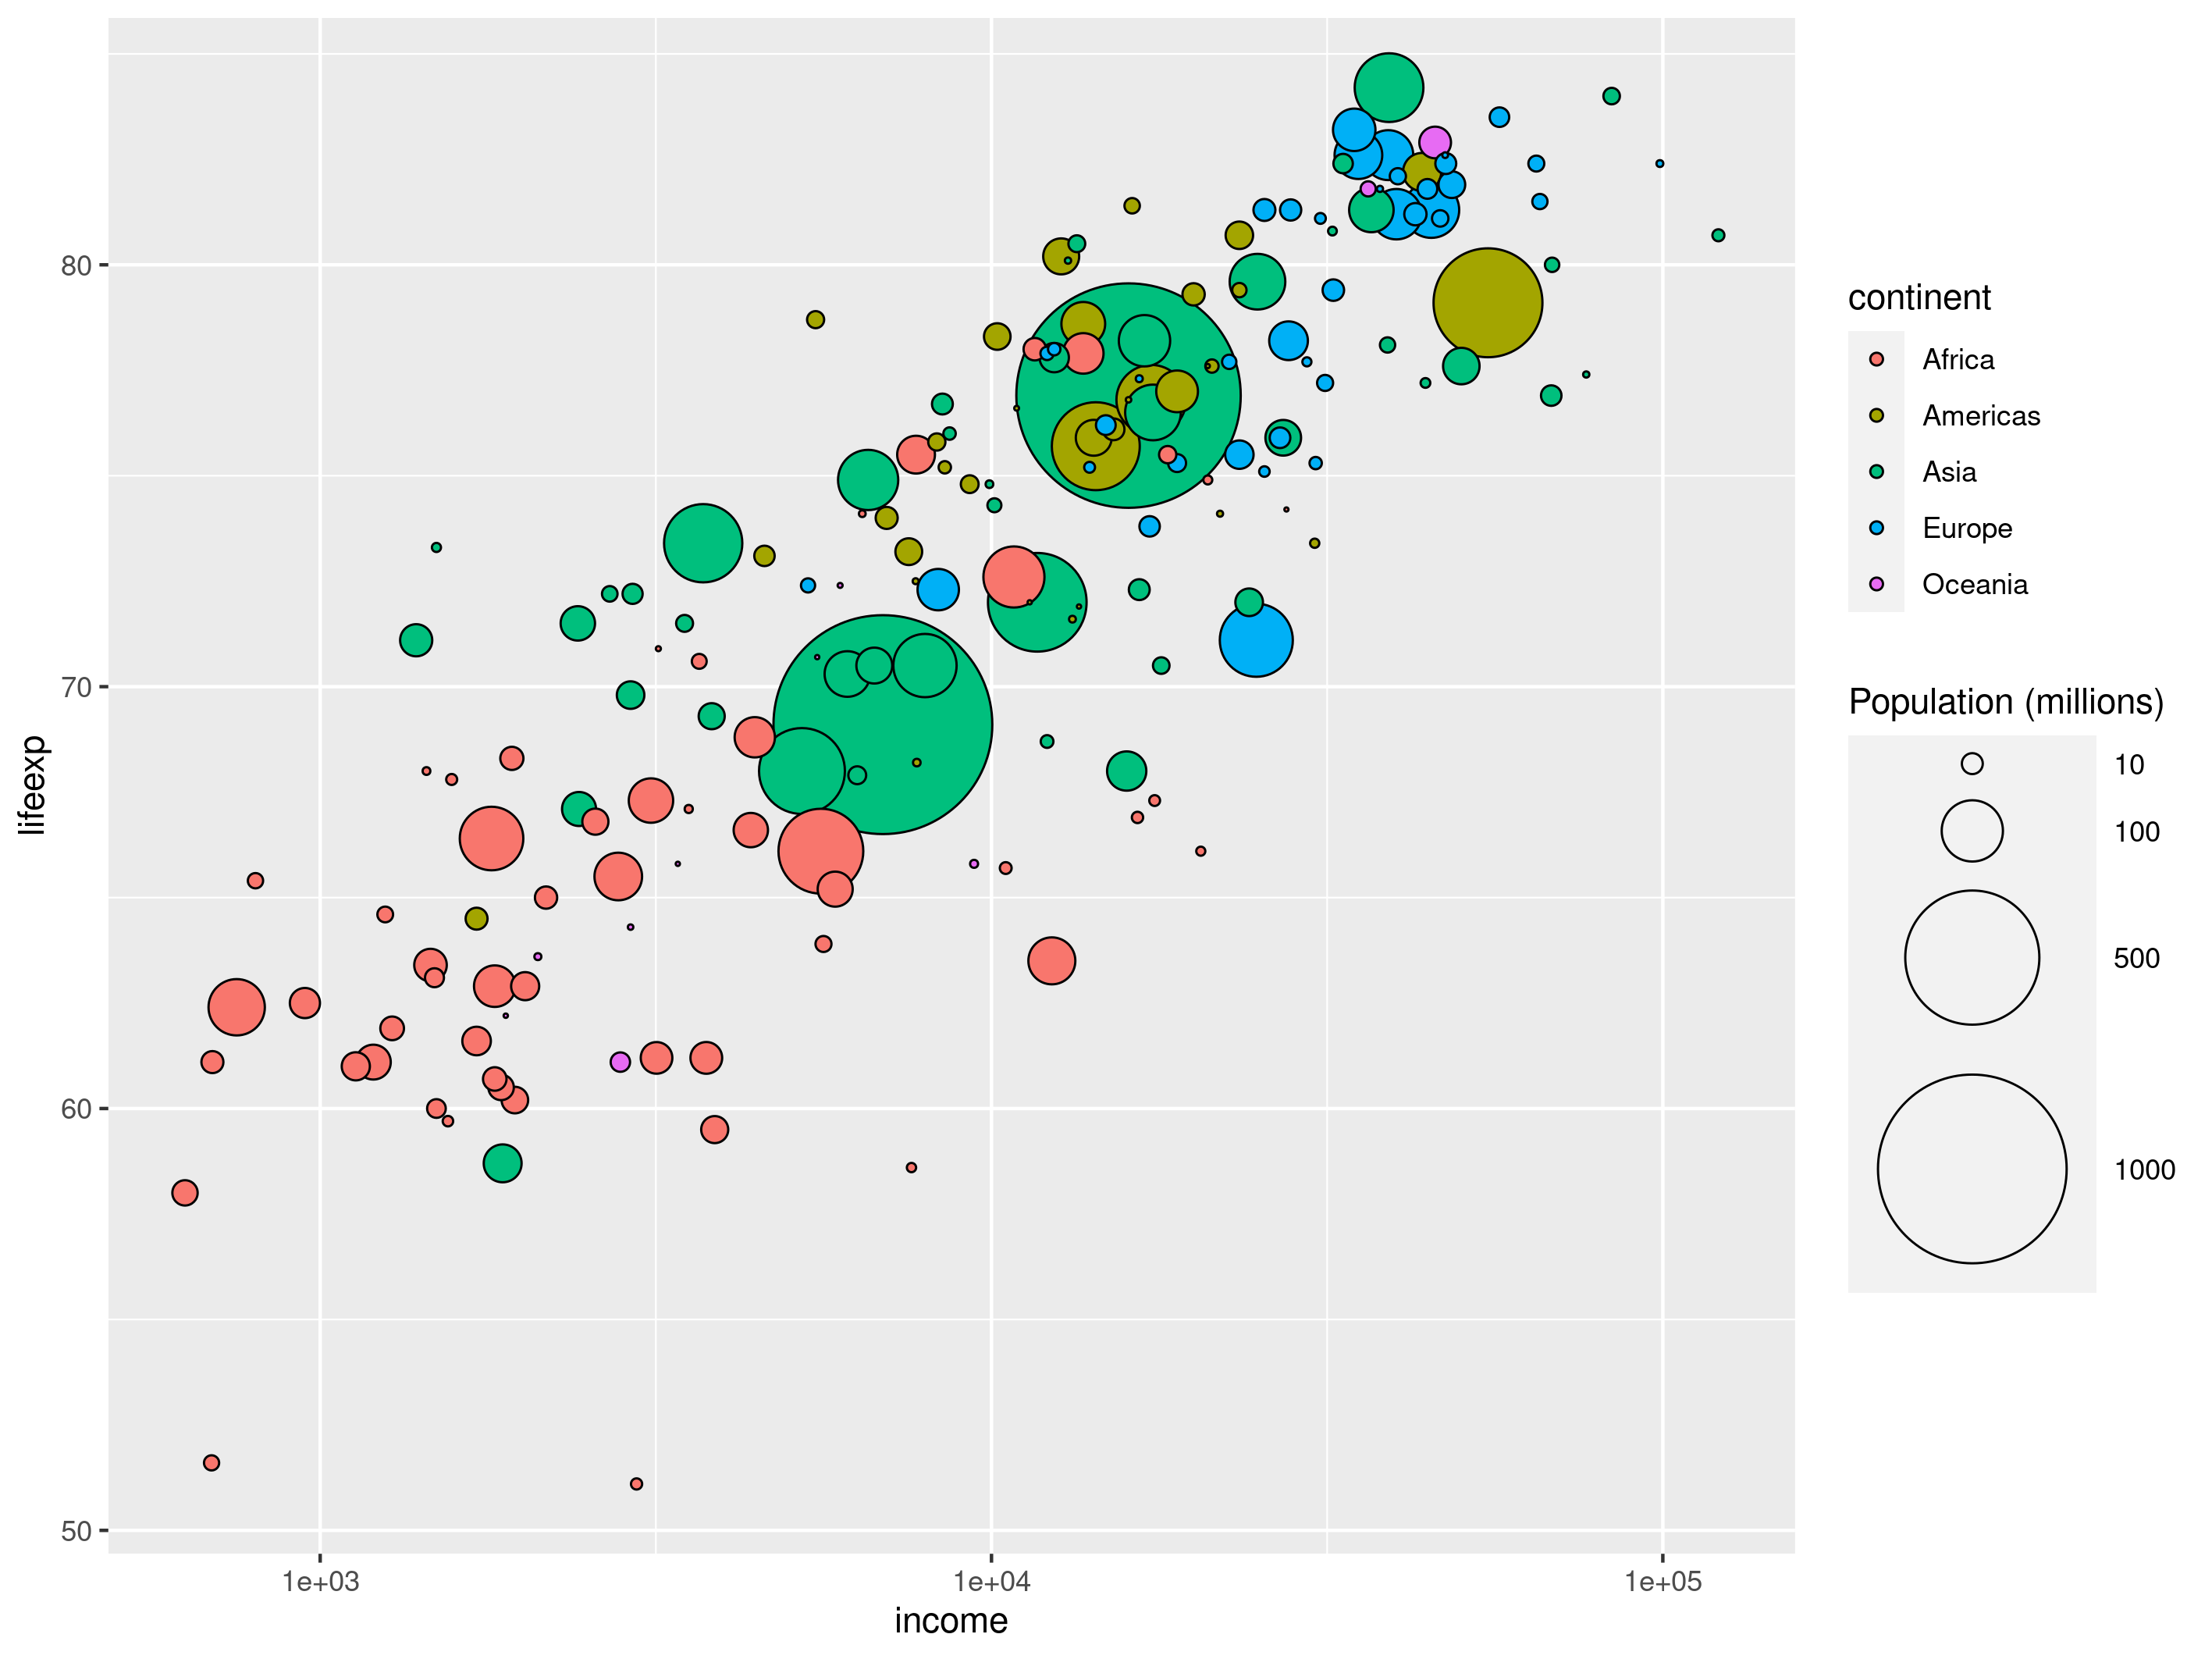 80
70
60
50
lifeexp
1e+03
1e+04
1e+05
income
continent
Africa
Americas
Asia
Europe
Oceania
Population (millions)
10
100
500
1000